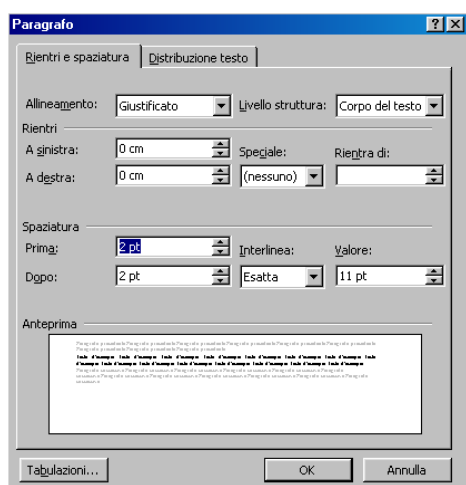 Paragrafo
Rientri e spaziatura Distribuzione testo
Allineamento: Giustificato Livello struttura: Corpo del testo
Rientri
A sinistra: 0 cm Speciale: Rientra di:
A destra: 0 cm (nessuno)
Spaziatura
Prima: 2 pt Interlinea: Valore:
Dopo: 2 pt Esatta 11 pt
Anteprima
Tabulazioni... OK Annulla